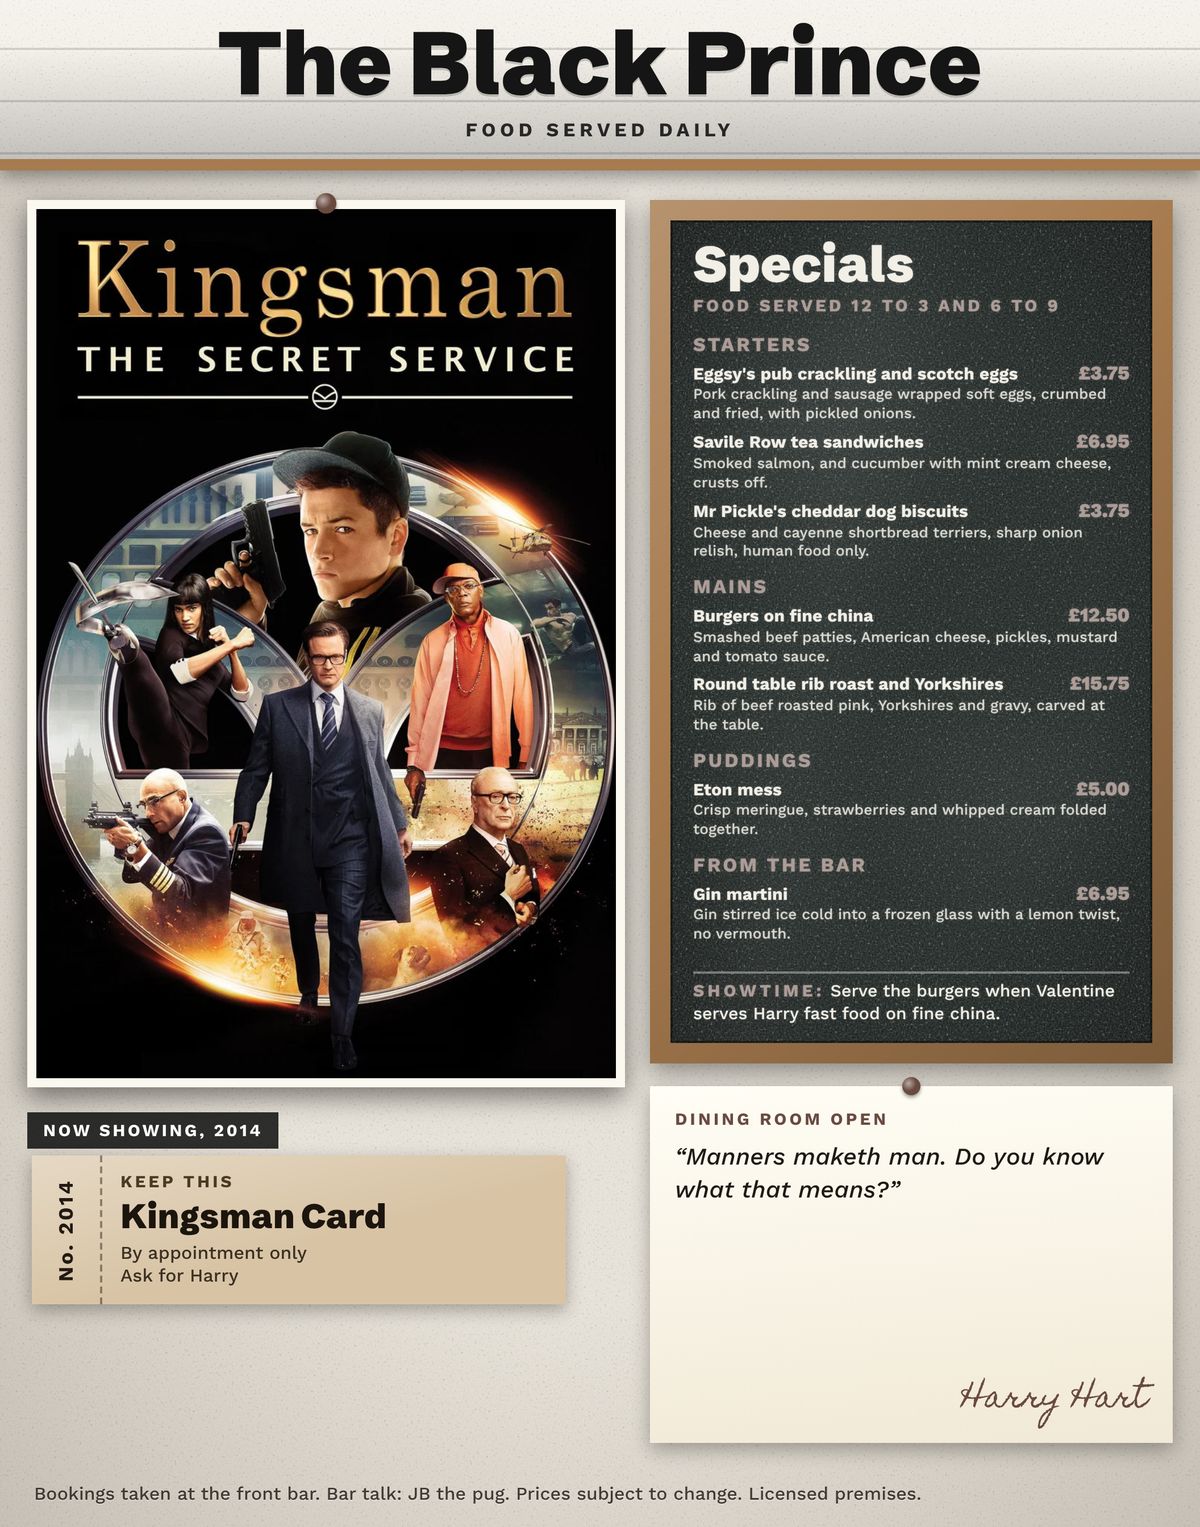 The Black Prince
FOOD SERVED DAILY
Kingsman
THE SECRET SERVICE
NOW SHOWING, 2014
No. 2014
KEEP THIS
Kingsman Card
By appointment only
Ask for Harry
Specials
FOOD SERVED 12 TO 3 AND 6 TO 9
STARTERS
Eggsy's pub crackling and scotch eggs £3.75
Pork crackling and sausage wrapped soft eggs, crumbed
and fried, with pickled onions.
Savile Row tea sandwiches £6.95
Smoked salmon, and cucumber with mint cream cheese,
crusts off.
Mr Pickle's cheddar dog biscuits £3.75
Cheese and cayenne shortbread terriers, sharp onion
relish, human food only.
MAINS
Burgers on fine china £12.50
Smashed beef patties, American cheese, pickles, mustard
and tomato sauce.
Round table rib roast and Yorkshires £15.75
Rib of beef roasted pink, Yorkshires and gravy, carved at
the table.
PUDDINGS
Eton mess £5.00
Crisp meringue, strawberries and whipped cream folded
together.
FROM THE BAR
Gin martini £6.95
Gin stirred ice cold into a frozen glass with a lemon twist,
no vermouth.
SHOWTIME: Serve the burgers when Valentine
serves Harry fast food on fine china.
DINING ROOM OPEN
“Manners maketh man. Do you know
what that means?”
Harry Hart
Bookings taken at the front bar. Bar talk: JB the pug. Prices subject to change. Licensed premises.